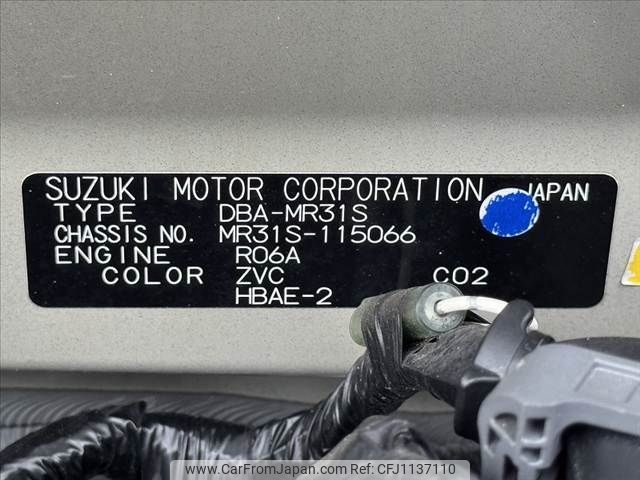 SUZUKI MOTOR CORPORATION JAPAN
TYPE DBA-MR31S
CHASSIS NO. MR31S-115066
ENGINE R06A
COLOR ZVC C02
HBAE-2
www.CarFromJapan.com - CFJ1137110